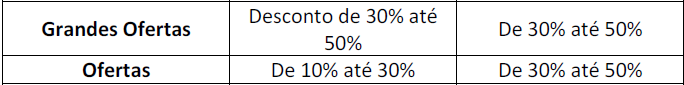 Grandes Ofertas
Desconto de 30% até
50%
De 30% até 50%
Ofertas
De 10% até 30%
De 30% até 50%